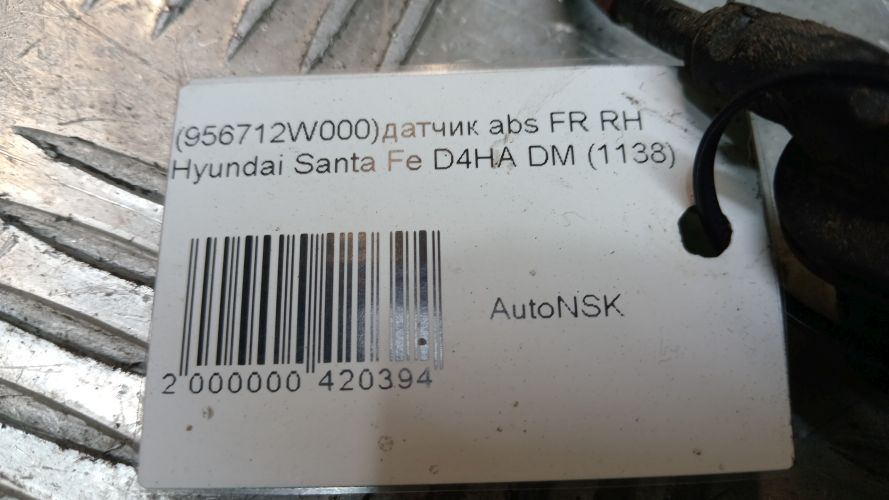 (956712W000)датчик abs FR RH
Hyundai Santa Fe D4HA DM (1138)
AutoNSK
2 000000 420394